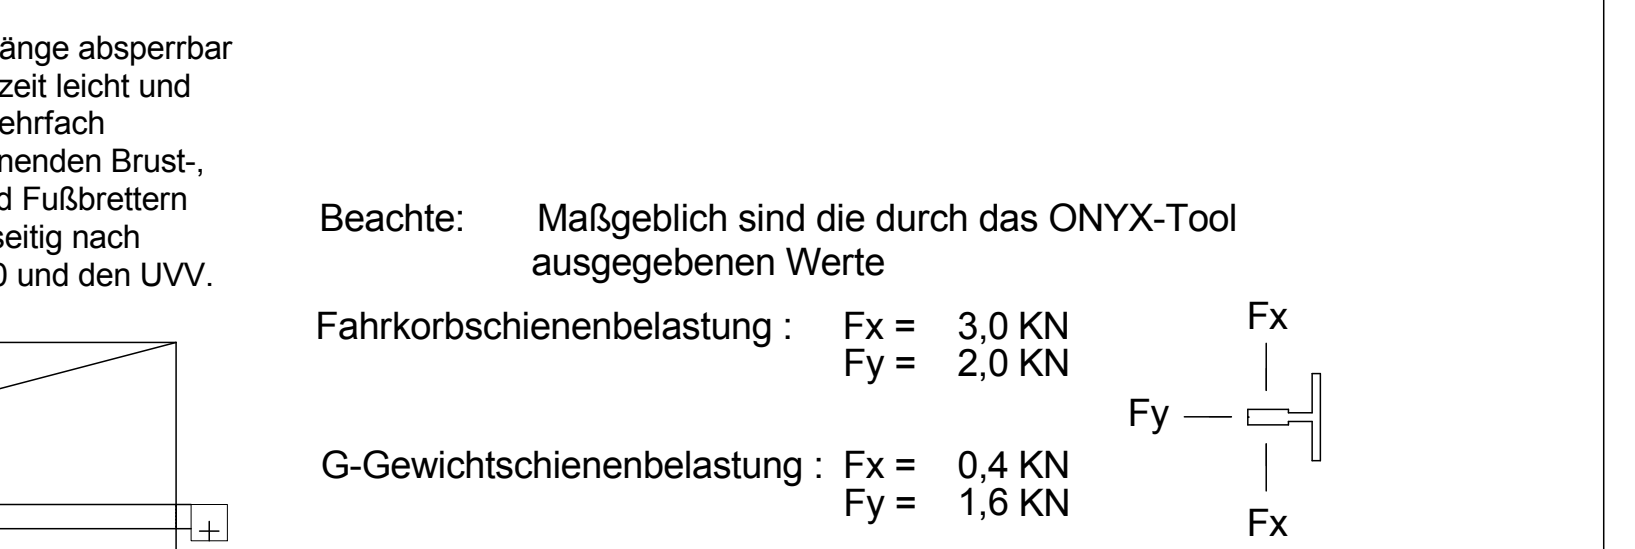 änge absperrbar
zeit leicht und
ehrfach
nenden Brust-,
d Fußbrettern
seitig nach
0 und den UVV.
Beachte: Maßgeblich sind die durch das ONYX-Tool
ausgegebenen Werte
Fahrkorbschienenbelastung : Fx = 3,0 KN
Fy = 2,0 KN
G-Gewichtschienenbelastung : Fx = 0,4 KN
Fy = 1,6 KN
Fx
Fy
Fx